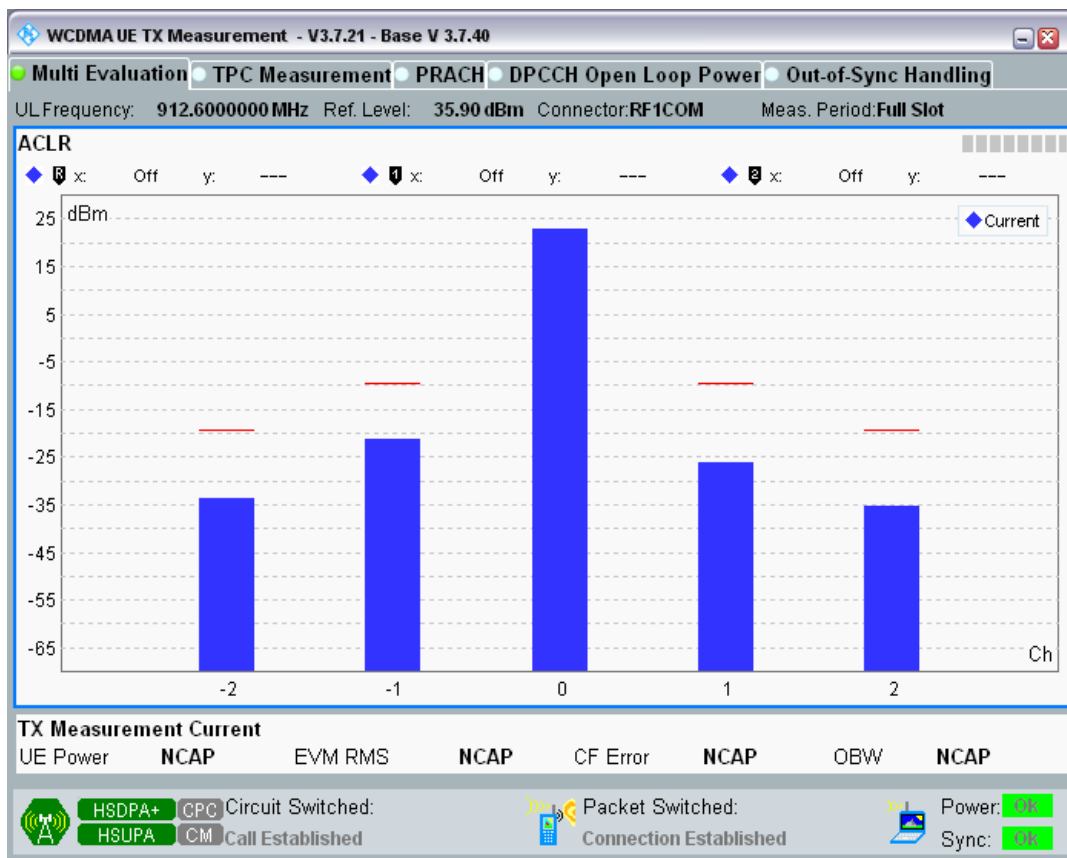 WCDMA UE TX Measurement - V3.7.21 - Base V 3.7.40
Multi Evaluation TPC Measurement PRACH DPCCH Open Loop Power Out-of-Sync Handling
UL Frequency: 912.6000000 MHz Ref. Level: 35.90 dBm Connector:RF1COM Meas. Period:Full Slot
ACLR
R x: Off y: --- 1 x: Off y: --- 2 x: Off y: ---
dBm
Current
25
15
5
-5
-15
-25
-35
-45
-55
-65
Ch
-2 -1 0 1 2
TX Measurement Current
UE Power NCAP EVM RMS NCAP CF Error NCAP OBW NCAP
HSDPA+ CPC Circuit Switched: Packet Switched: Power: Ok
HSUPA CM Call Established Connection Established Sync: Ok